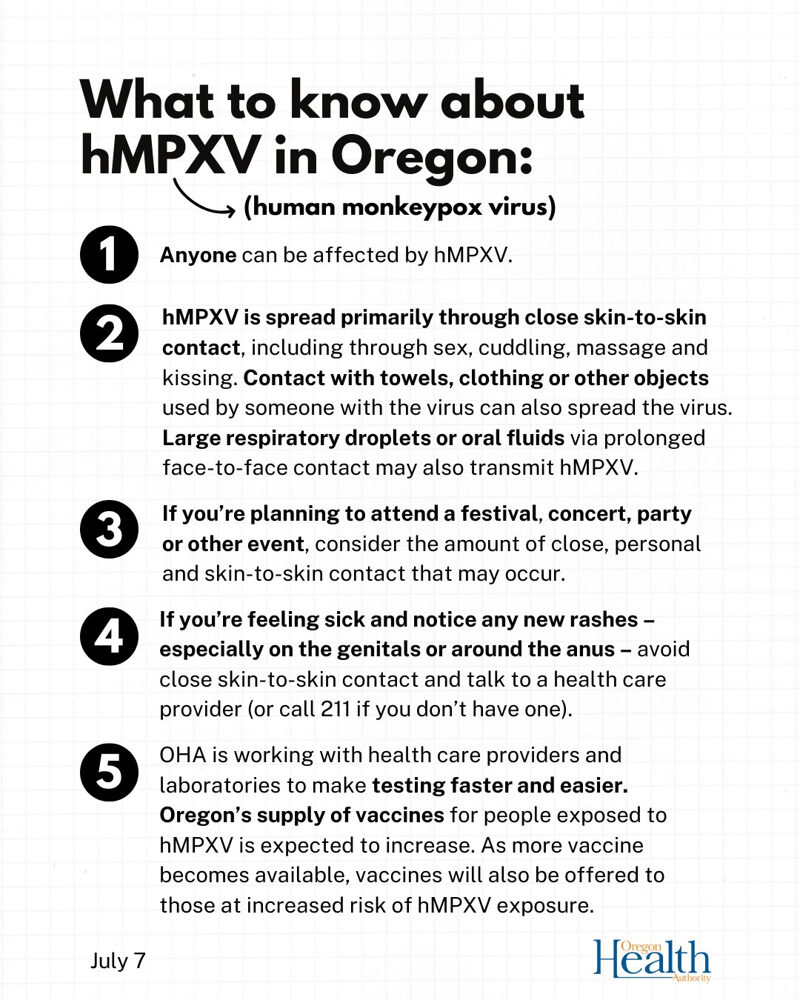 What to know about
hMPXV in Oregon:
(human monkeypox virus)
1
Anyone can be affected by hMPXV.
2
hMPXV is spread primarily through close skin-to-skin
contact, including through sex, cuddling, massage and
kissing. Contact with towels, clothing or other objects
used by someone with the virus can also spread the virus.
Large respiratory droplets or oral fluids via prolonged
face-to-face contact may also transmit hMPXV.
3
If you’re planning to attend a festival, concert, party
or other event, consider the amount of close, personal
and skin-to-skin contact that may occur.
4
If you’re feeling sick and notice any new rashes –
especially on the genitals or around the anus – avoid
close skin-to-skin contact and talk to a health care
provider (or call 211 if you don’t have one).
5
OHA is working with health care providers and
laboratories to make testing faster and easier.
Oregon’s supply of vaccines for people exposed to
hMPXV is expected to increase. As more vaccine
becomes available, vaccines will also be offered to
those at increased risk of hMPXV exposure.
July 7
Oregon
Health
Authority